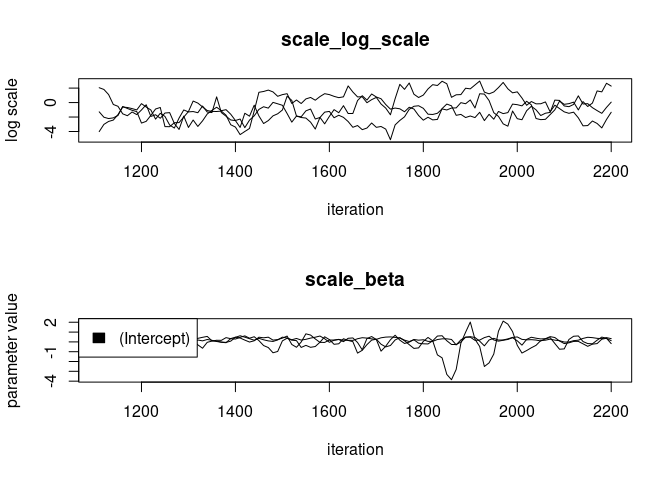 scale_log_scale
log scale
0
-4
1200 1400 1600 1800 2000 2200
iteration
scale_beta
parameter value
2
-1
-4
(Intercept)
1200 1400 1600 1800 2000 2200
iteration